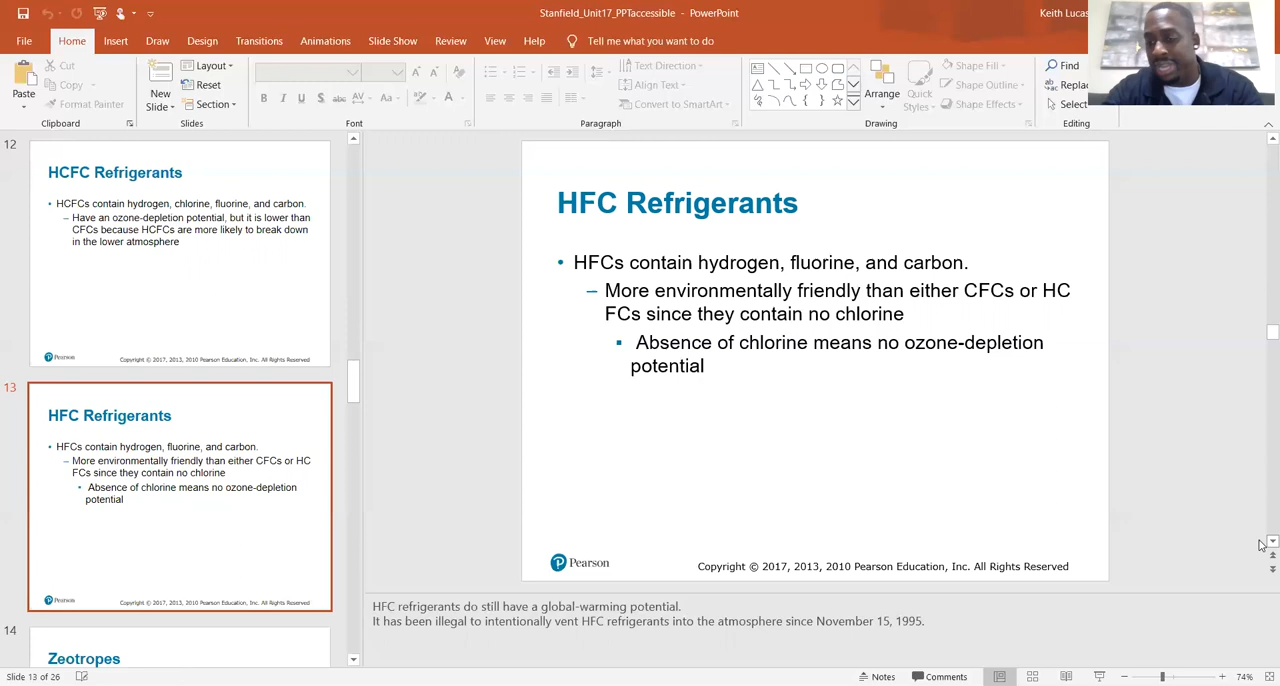 Stanfield_Unit17_PPTaccessible - PowerPoint
Keith Lucas
File Home Insert Draw Design Transitions Animations Slide Show Review View Help Tell me what you want to do
Paste
Cut
Copy
Format Painter
Clipboard
New Slide
Layout
Reset
Section
Slides
B I U S abc AV Aa A
Font
Text Direction
Align Text
Convert to SmartArt
Paragraph
Arrange
Quick Styles
Shape Fill
Shape Outline
Shape Effects
Drawing
Find
Select
Editing
12
HCFC Refrigerants
• HCFCs contain hydrogen, chlorine, fluorine, and carbon.
– Have an ozone-depletion potential, but it is lower than
CFCs because HCFCs are more likely to break down
in the lower atmosphere
Pearson
Copyright © 2017, 2013, 2010 Pearson Education, Inc. All Rights Reserved
13
HFC Refrigerants
• HFCs contain hydrogen, fluorine, and carbon.
– More environmentally friendly than either CFCs or HC
FCs since they contain no chlorine
▪ Absence of chlorine means no ozone-depletion
potential
Pearson
Copyright © 2017, 2013, 2010 Pearson Education, Inc. All Rights Reserved
14
Zeotropes
HFC Refrigerants
• HFCs contain hydrogen, fluorine, and carbon.
– More environmentally friendly than either CFCs or HC
FCs since they contain no chlorine
▪ Absence of chlorine means no ozone-depletion
potential
Pearson
Copyright © 2017, 2013, 2010 Pearson Education, Inc. All Rights Reserved
HFC refrigerants do still have a global-warming potential.
It has been illegal to intentionally vent HFC refrigerants into the atmosphere since November 15, 1995.
Slide 13 of 26
Notes
Comments
74%